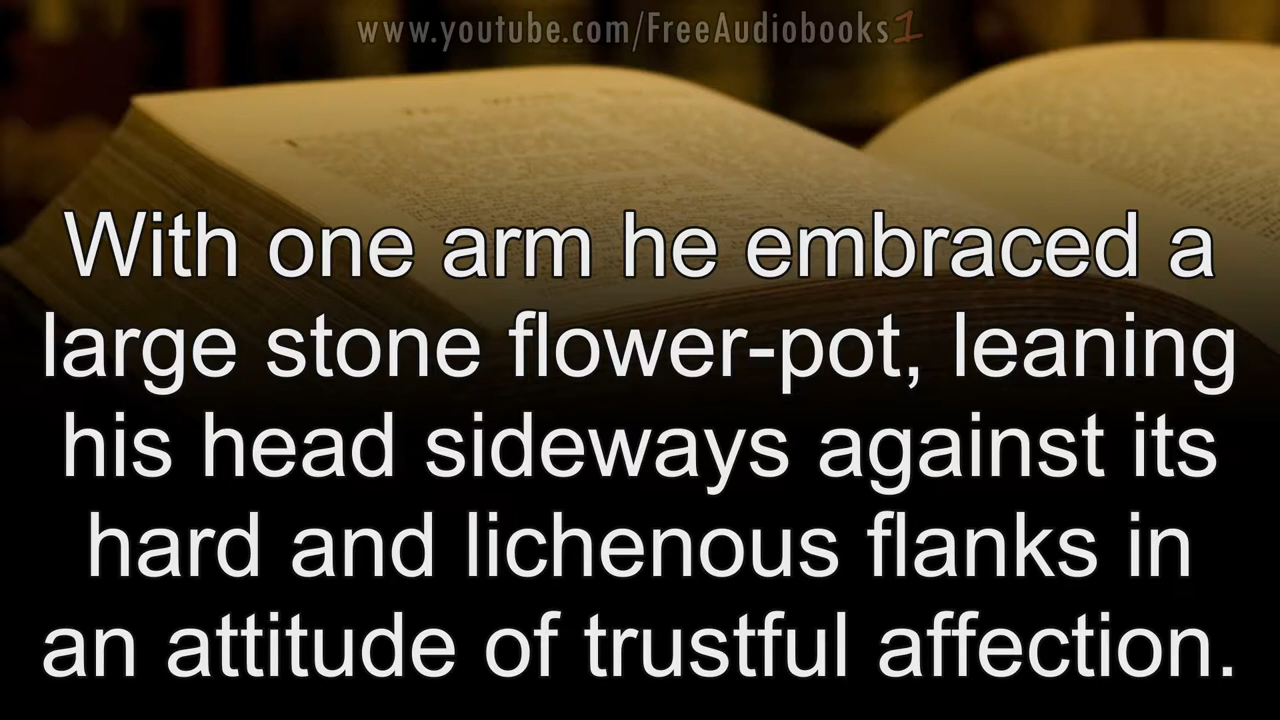 www.youtube.com/FreeAudiobooks1
With one arm he embraced a
large stone flower-pot, leaning
his head sideways against its
hard and lichenous flanks in
an attitude of trustful affection.